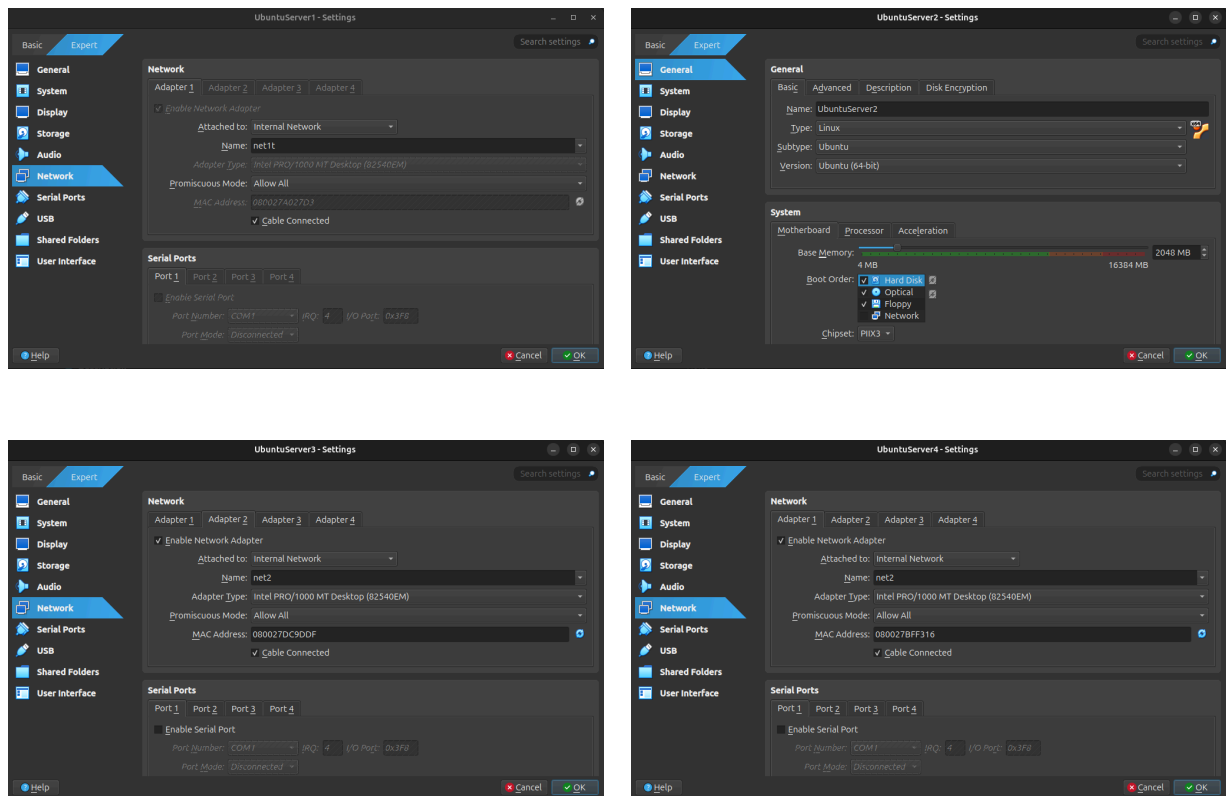 UbuntuServer1 - Settings
Basic Expert Search settings
General
System
Display
Storage
Audio
Network
Serial Ports
USB
Shared Folders
User Interface
Network
Adapter 1 Adapter 2 Adapter 3 Adapter 4
Enable Network Adapter
Attached to: Internal Network
Name: net1t
Adapter Type: Intel PRO/1000 MT Desktop (82540EM)
Promiscuous Mode: Allow All
MAC Address: 080027A027D3
Cable Connected
Serial Ports
Port 1 Port 2 Port 3 Port 4
Enable Serial Port
Port Number: COM1 IRQ: 4 I/O Port: 0x3F8
Port Mode: Disconnected
Help Cancel OK
UbuntuServer2 - Settings
Basic Expert Search settings
General
System
Display
Storage
Audio
Network
Serial Ports
USB
Shared Folders
User Interface
General
Basic Advanced Description Disk Encryption
Name: UbuntuServer2
Type: Linux
Subtype: Ubuntu
Version: Ubuntu (64-bit)
System
Motherboard Processor Acceleration
Base Memory: 2048 MB
4 MB 16384 MB
Boot Order: Hard Disk
Optical
Floppy
Network
Chipset: PIIX3
Help Cancel OK
UbuntuServer3 - Settings
Basic Expert Search settings
General
System
Display
Storage
Audio
Network
Serial Ports
USB
Shared Folders
User Interface
Network
Adapter 1 Adapter 2 Adapter 3 Adapter 4
Enable Network Adapter
Attached to: Internal Network
Name: net2
Adapter Type: Intel PRO/1000 MT Desktop (82540EM)
Promiscuous Mode: Allow All
MAC Address: 080027DC9DDF
Cable Connected
Serial Ports
Port 1 Port 2 Port 3 Port 4
Enable Serial Port
Port Number: COM1 IRQ: 4 I/O Port: 0x3F8
Port Mode: Disconnected
Help Cancel OK
UbuntuServer4 - Settings
Basic Expert Search settings
General
System
Display
Storage
Audio
Network
Serial Ports
USB
Shared Folders
User Interface
Network
Adapter 1 Adapter 2 Adapter 3 Adapter 4
Enable Network Adapter
Attached to: Internal Network
Name: net2
Adapter Type: Intel PRO/1000 MT Desktop (82540EM)
Promiscuous Mode: Allow All
MAC Address: 080027BFF316
Cable Connected
Serial Ports
Port 1 Port 2 Port 3 Port 4
Enable Serial Port
Port Number: COM1 IRQ: 4 I/O Port: 0x3F8
Port Mode: Disconnected
Help Cancel OK